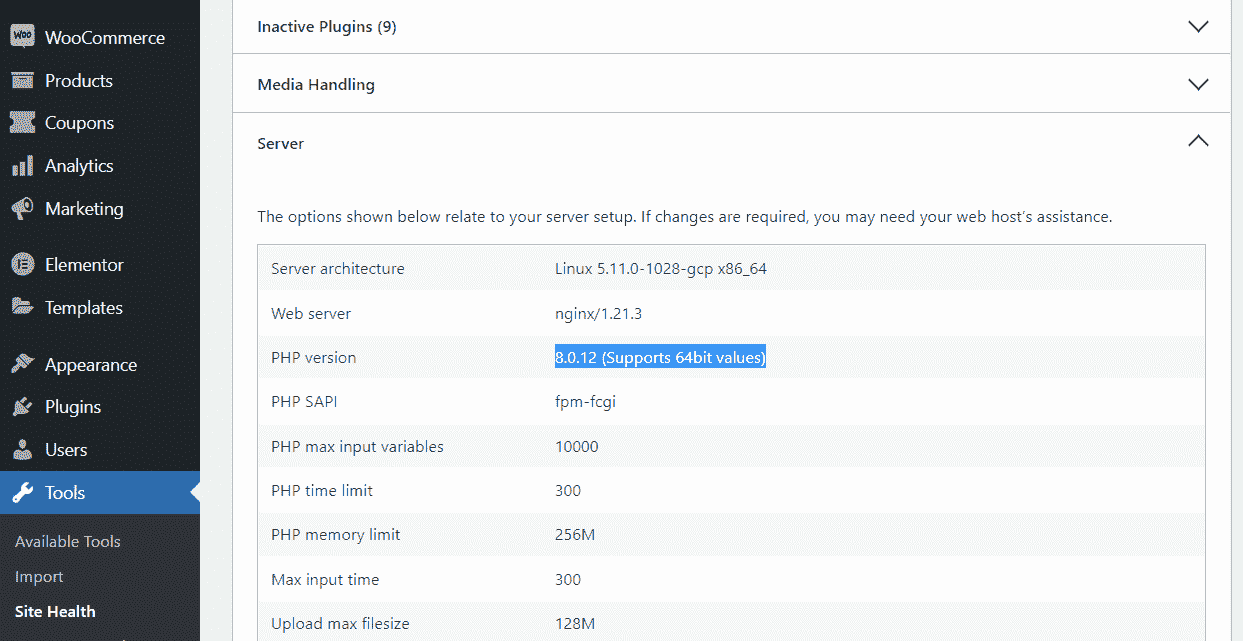 WooCommerce
Products
Coupons
Analytics
Marketing
Elementor
Templates
Appearance
Plugins
Users
Tools
Available Tools
Import
Site Health
Inactive Plugins (9)
Media Handling
Server
The options shown below relate to your server setup. If changes are required, you may need your web host's assistance.
Server architecture Linux 5.11.0-1028-gcp x86_64
Web server nginx/1.21.3
PHP version 8.0.12 (Supports 64bit values)
PHP SAPI fpm-fcgi
PHP max input variables 10000
PHP time limit 300
PHP memory limit 256M
Max input time 300
Upload max filesize 128M